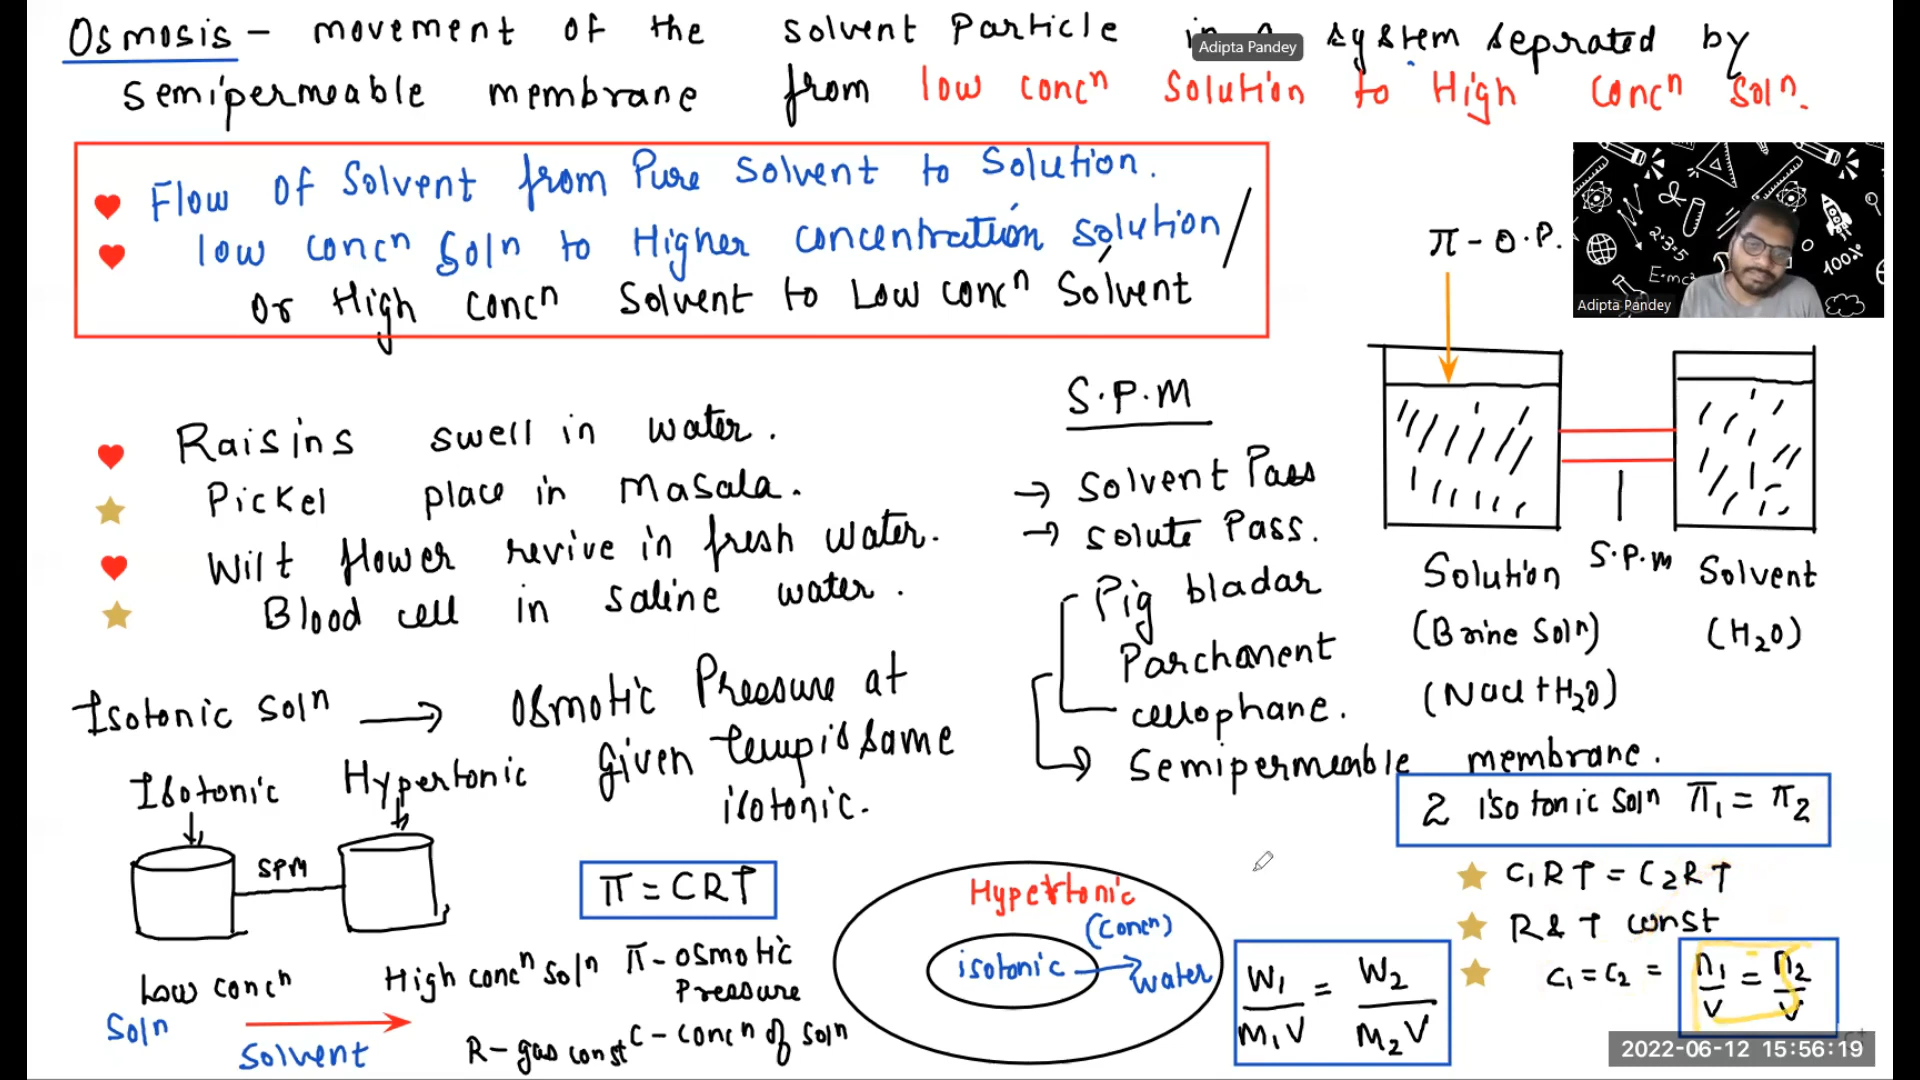 Osmosis - movement of the solvent Particle in a system seprated by
semipermeable membrane from low concn solution to High concn soln.
Adipta Pandey
Flow of Solvent from Pure Solvent to Solution.
low concn Soln to Higher concentration solution /
or High concn Solvent to Low concn Solvent
π - O.P.
Adipta Pandey
Raisins swell in water.
Pickel place in Masala.
Wilt flower revive in fresh water.
Blood cell in saline water.
S.P.M
→ Solvent Pass
→ solute Pass.
Pig bladar
Parchament
cellophane.
→ Semipermeable membrane.
Solution
(Brine Soln)
(NaCl + H2O)
S.P.M
Solvent
(H2O)
Isotonic Soln → Osmotic Pressure at
given temp is same
isotonic.
Isotonic Hypertonic
SPM
Low concn
Soln
High concn Soln
Solvent
π = CRT
π - osmotic
Pressure
R - gas const C - concn of Soln
Hypertonic
(Concn)
isotonic → water
2 isotonic Soln π1 = π2
C1RT = C2RT
R & T const
C1 = C2 = n1/V = n2/V
W1/M1V = W2/M2V
2022-06-12 15:56:19